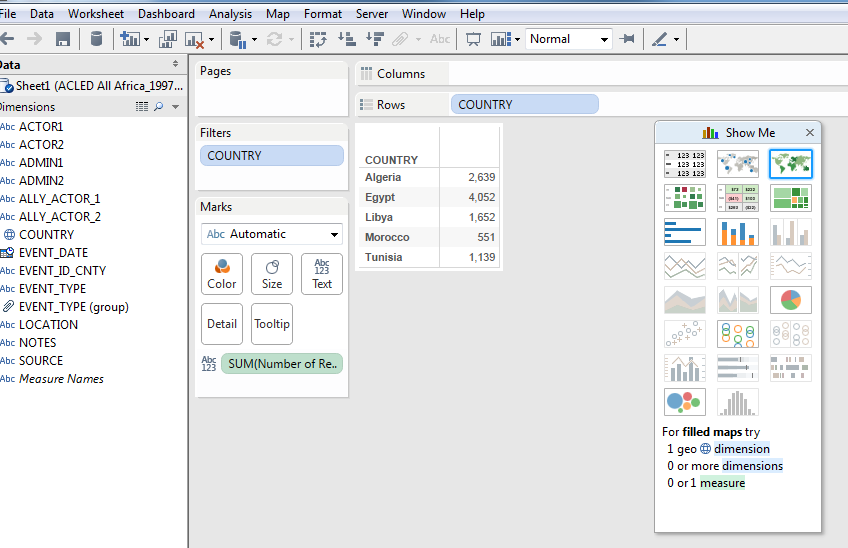 File Data Worksheet Dashboard Analysis Map Format Server Window Help
Abc Normal
Data
Sheet1 (ACLED All Africa_1997...
Dimensions
Abc ACTOR1
Abc ACTOR2
Abc ADMIN1
Abc ADMIN2
Abc ALLY_ACTOR_1
Abc ALLY_ACTOR_2
COUNTRY
EVENT_DATE
Abc EVENT_ID_CNTY
Abc EVENT_TYPE
EVENT_TYPE (group)
Abc LOCATION
Abc NOTES
Abc SOURCE
Abc Measure Names
Pages
Filters
COUNTRY
Marks
Abc Automatic
Color Size Abc 123 Text
Detail Tooltip
Abc 123 SUM(Number of Re..
Columns
Rows COUNTRY
COUNTRY
Algeria 2,639
Egypt 4,052
Libya 1,652
Morocco 551
Tunisia 1,139
Show Me
123 123
123 123
123 123
For filled maps try
1 geo dimension
0 or more dimensions
0 or 1 measure